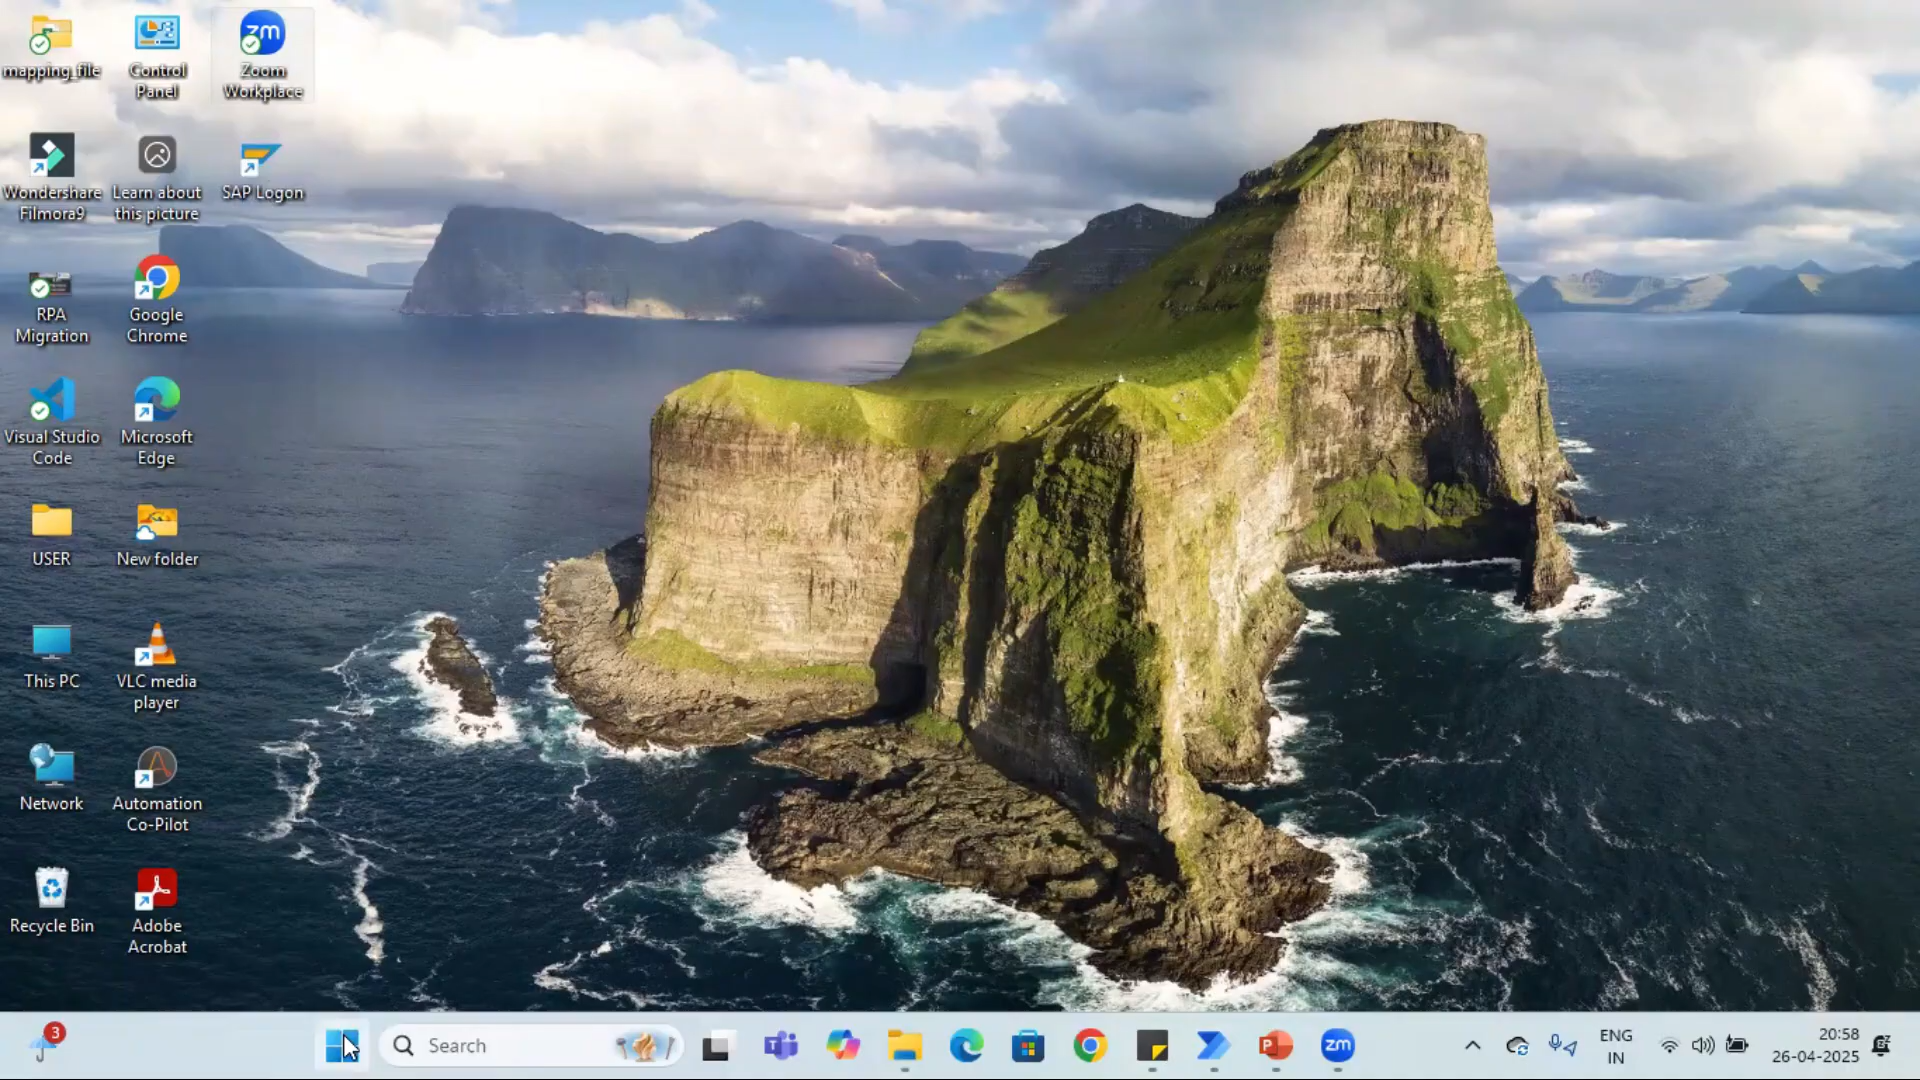 mapping_file
Control
Panel
zm
Zoom
Workplace
Wondershare
Filmora9
Learn about
this picture
SAP Logon
RPA
Migration
Google
Chrome
Visual Studio
Code
Microsoft
Edge
USER
New folder
This PC
VLC media
player
Network
Automation
Co-Pilot
Recycle Bin
Adobe
Acrobat
3
Search
zm
ENG
IN
20:58
26-04-2025